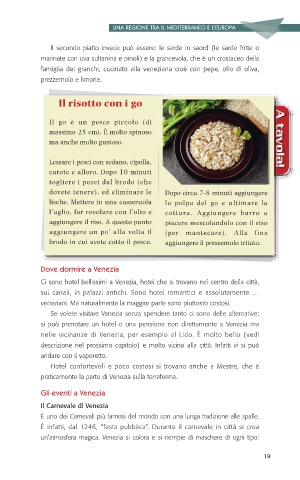 UNA REGIONE TRA IL MEDITERRANEO E L'EUROPA
Il secondo piatto invece può essere: le sarde in saord (le sarde fritte o
marinate con uva sultanina e pinoli) e la grancevola, che è un crostaceo della
famiglia dei granchi, cucinato alla veneziana cioè con pepe, olio di oliva,
prezzemolo e limone.
Il risotto con i go
Il go è un pesce piccolo (di
massimo 25 cm). È molto spinoso
ma anche molto gustoso.
Lessare i pesci con sedano, cipolla,
carote e alloro. Dopo 10 minuti
togliere i pesci dal brodo (che
dovete tenere), ed eliminare le
lische. Mettere in una casseruola
l'aglio, far rosolare con l'olio e
aggiungere il riso. A questo punto
aggiungere un po' alla volta il
brodo in cui avete cotto il pesce.
Dopo circa 7-8 minuti aggiungere
la polpa del go e ultimare la
cottura. Aggiungere burro a
piacere mescolandolo con il riso
(per mantecare). Alla fine
aggiungere il prezzemolo tritato.
A tavola!
Dove dormire a Venezia
Ci sono hotel bellissimi a Venezia, hotel che si trovano nel centro della città,
sui canali, in palazzi antichi. Sono hotel romantici e assolutamente ...
veneziani. Ma naturalmente la maggior parte sono piuttosto costosi.
Se volete visitare Venezia senza spendere tanto ci sono delle alternative:
si può prenotare un hotel o una pensione non direttamente a Venezia ma
nelle vicinanze di Venezia, per esempio al Lido. È molto bello (vedi
descrizione nel prossimo capitolo) e molto vicino alla città. Infatti vi si può
andare con il vaporetto.
Hotel confortevoli e poco costosi si trovano anche a Mestre, che è
praticamente la parte di Venezia sulla terraferma.
Gli eventi a Venezia
Il Carnevale di Venezia
È uno dei Carnevali più famosi del mondo con una lunga tradizione alle spalle.
È infatti, dal 1246, "festa pubblica". Durante il carnevale in città si crea
un'atmosfera magica. Venezia si colora e si riempie di maschere di ogni tipo:
19